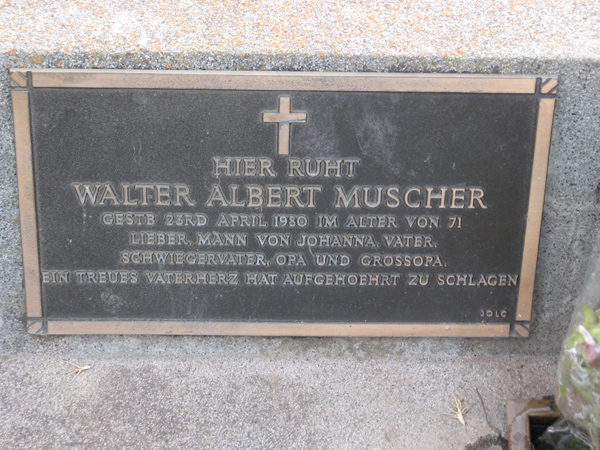 HIER RUHT
WALTER ALBERT MUSCHER
GESTB 23RD APRIL 1980 IM ALTER VON 71
LIEBER, MANN VON JOHANNA, VATER,
SCHWIEGERVATER, OPA UND GROSSOPA.
EIN TREUES VATERHERZ HAT AUFGEHOEHRT ZU SCHLAGEN